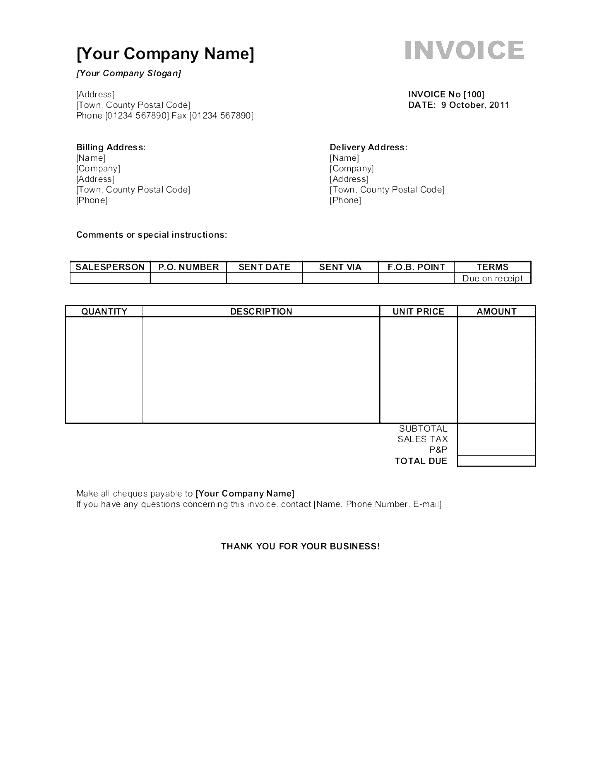 [Your Company Name]
INVOICE
[Your Company Slogan]
[Address]
[Town, County Postal Code]
Phone [01234 567890] Fax [01234 567890]
INVOICE No [100]
DATE: 9 October, 2011
Billing Address:
[Name]
[Company]
[Address]
[Town, County Postal Code]
[Phone]
Delivery Address:
[Name]
[Company]
[Address]
[Town, County Postal Code]
[Phone]
Comments or special instructions:
SALESPERSON P.O. NUMBER SENT DATE SENT VIA F.O.B. POINT TERMS
Due on receipt
QUANTITY DESCRIPTION UNIT PRICE AMOUNT
SUBTOTAL
SALES TAX
P&P
TOTAL DUE
Make all cheques payable to [Your Company Name]
If you have any questions concerning this invoice, contact [Name, Phone Number, E-mail]
THANK YOU FOR YOUR BUSINESS!